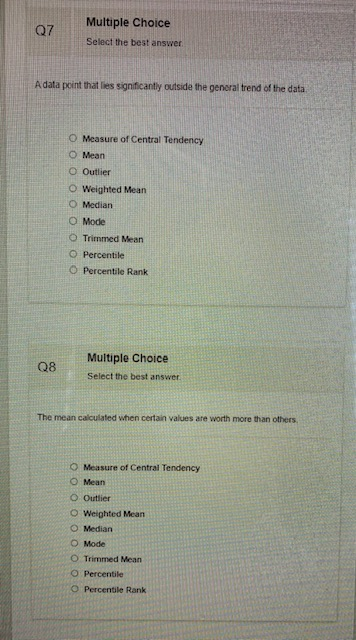 Q7
Multiple Choice
Select the best answer
A data point that lies significantly outside the general trend of the data.
Measure of Central Tendency
Mean
Outlier
Weighted Mean
Median
Mode
Trimmed Mean
Percentile
Percentile Rank
Q8
Multiple Choice
Select the best answer.
The mean calculated when certain values are worth more than others.
Measure of Central Tendency
Mean
Outlier
Weighted Mean
Median
Mode
Trimmed Mean
Percentile
Percentile Rank